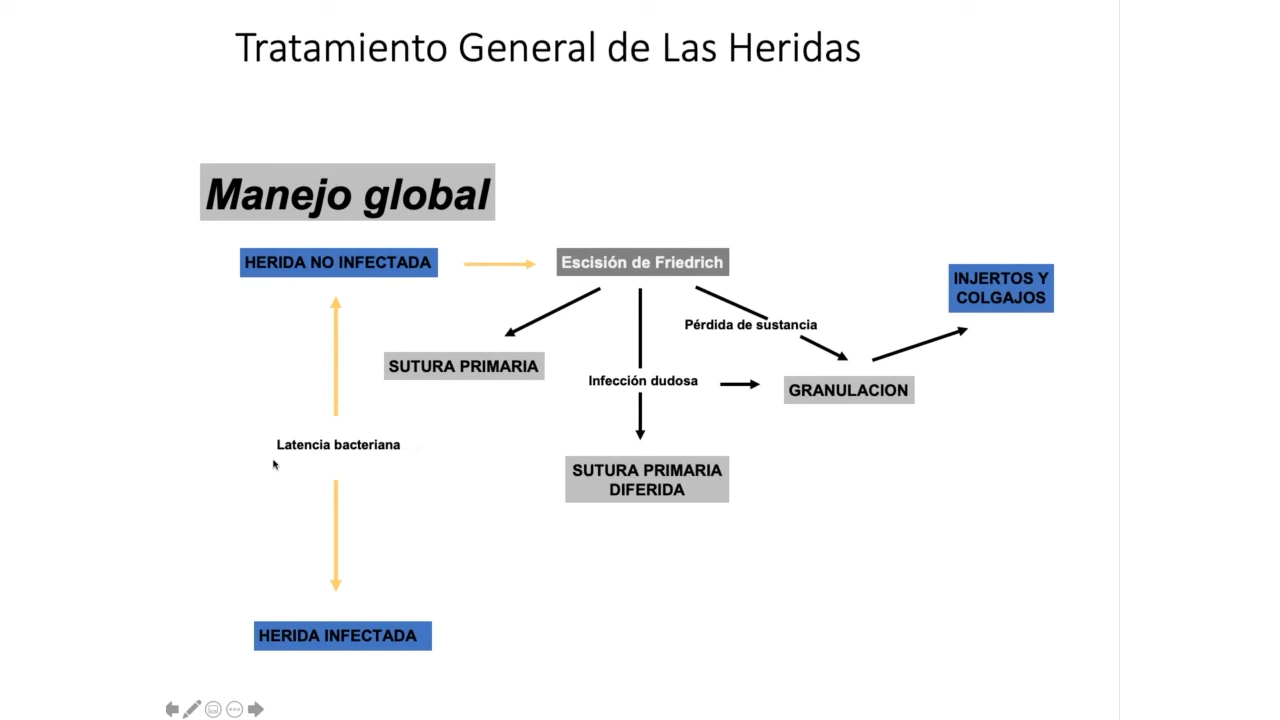 Tratamiento General de Las Heridas
Manejo global
HERIDA NO INFECTADA
Escisión de Friedrich
INJERTOS Y
COLGAJOS
Pérdida de sustancia
SUTURA PRIMARIA
Infección dudosa
GRANULACION
Latencia bacteriana
SUTURA PRIMARIA
DIFERIDA
HERIDA INFECTADA